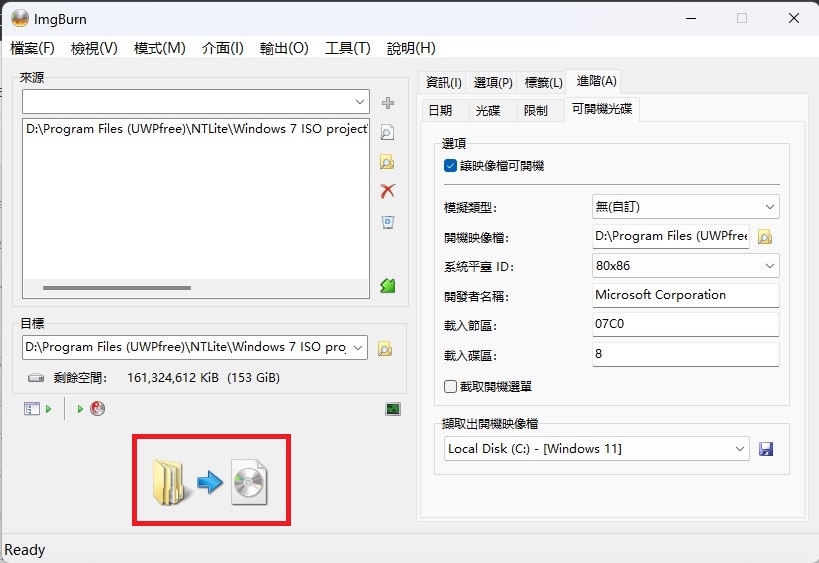 ImgBurn
檔案(F) 檢視(V) 模式(M) 介面(I) 輸出(O) 工具(T) 說明(H)
來源
D:\Program Files (UWPfree)\NTLite\Windows 7 ISO project\
目標
D:\Program Files (UWPfree)\NTLite\Windows 7 ISO proj
剩餘空間: 161,324,612 KiB (153 GiB)
資訊(I) 選項(P) 標籤(L) 進階(A)
日期 光碟 限制 可開機光碟
選項
讓映像檔可開機
模擬類型: 無(自訂)
開機映像檔: D:\Program Files (UWPfree
系統平臺 ID: 80x86
開發者名稱: Microsoft Corporation
載入節區: 07C0
載入磁區: 8
截取開機選單
擷取出開機映像檔
Local Disk (C:) - [Windows 11]
Ready